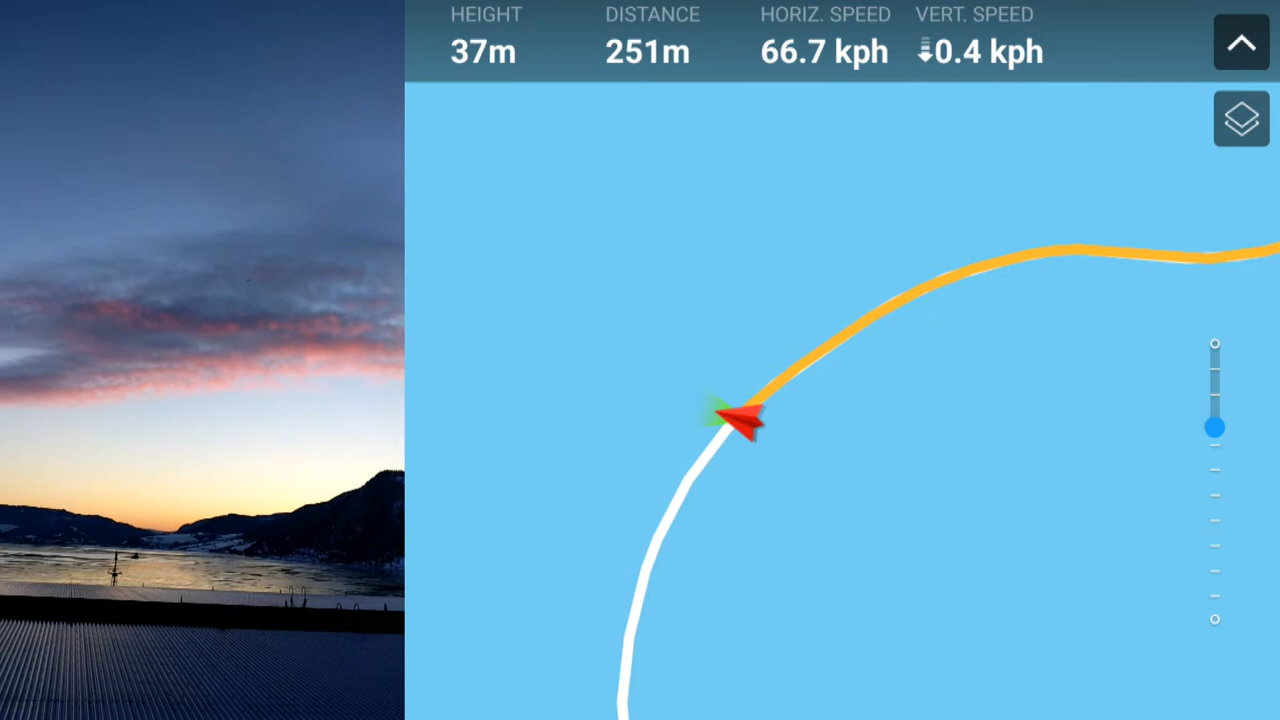 HEIGHT DISTANCE HORIZ. SPEED VERT. SPEED
37m 251m 66.7 kph 0.4 kph